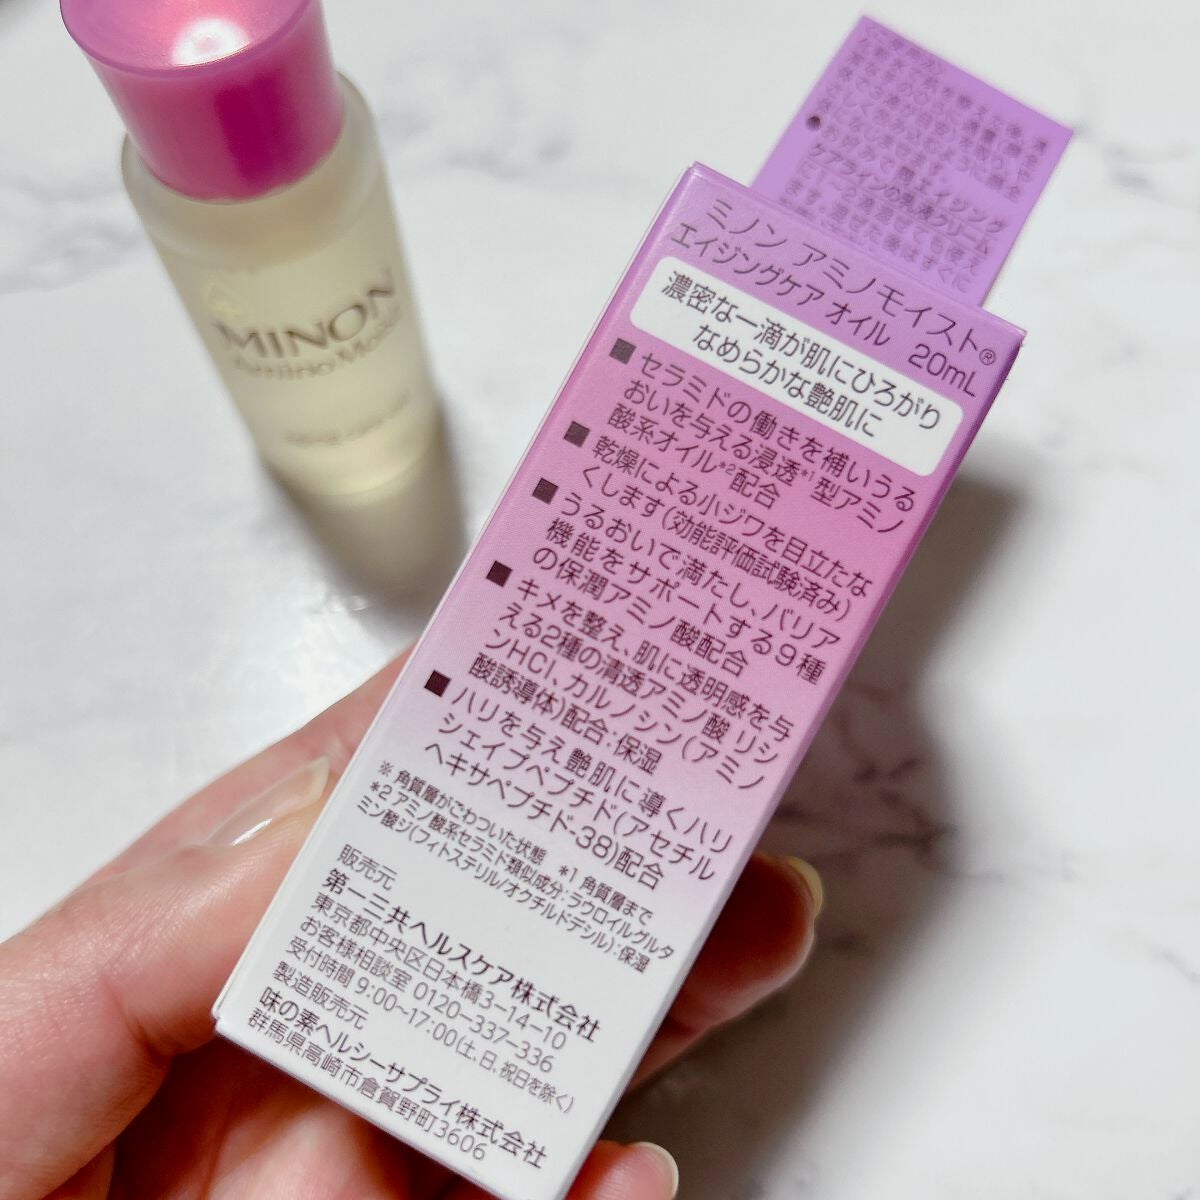 MINON
Amino Moist
ケアラインの乳液・クリーム
ミノン アミノモイスト®
エイジングケア オイル 20mL
濃密な一滴が肌にひろがり
なめらかな艶肌に
■ セラミドの働きを補いうる
おいを与える浸透*1型アミノ
酸系オイル*2配合
■ 乾燥による小ジワを目立たな
くします(効能評価試験済み)
■ うるおいで満たし、バリア
機能をサポートする9種
の保潤アミノ酸配合
■ キメを整え、肌に透明感を与
える2種の清透アミノ酸 リシ
ンHCl、カルノシン(アミノ
酸誘導体)配合:保湿
■ ハリを与え艶肌に導くハリ
シェイプペプチド(アセチル
ヘキサペプチド-38)配合
※ 角質層がごわついた状態 *1 角質層まで
*2 アミノ酸系セラミド類似成分:ラウロイルグルタ
ミン酸ジ(フィトステリル/オクチルドデシル):保湿
販売元
第一三共ヘルスケア株式会社
東京都中央区日本橋3-14-10
お客様相談室 0120-337-336
受付時間 9:00~17:00(土、日、祝日を除く)
製造販売元
味の素ヘルシーサプライ株式会社
群馬県高崎市倉賀野町3606